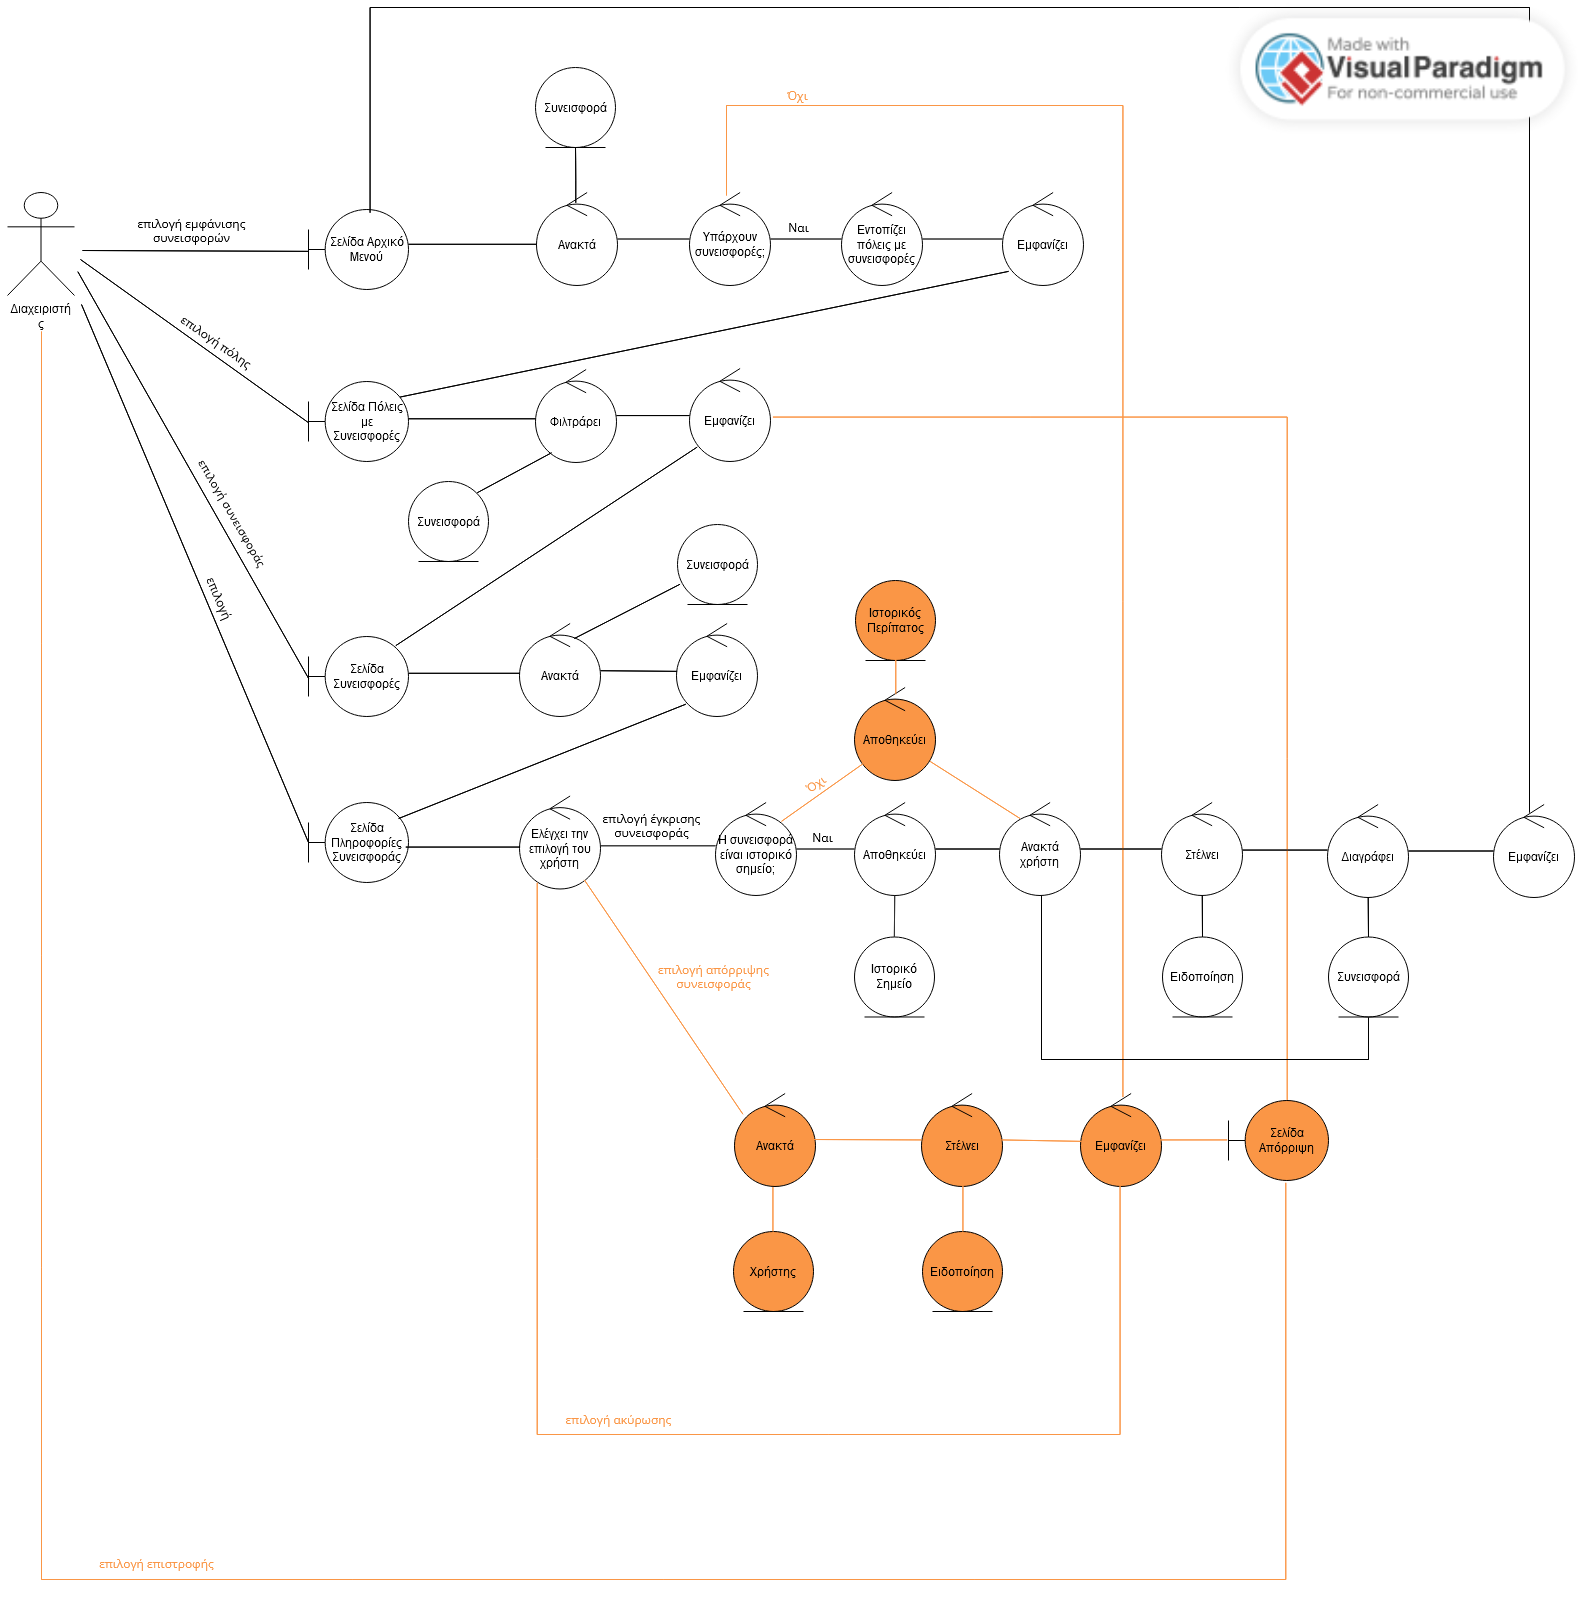 Made with
Visual Paradigm
For non-commercial use
Συνεισφορά
Όχι
επιλογή εμφάνισης
συνεισφορών
Σελίδα Αρχικό
Μενού
Ανακτά
Υπάρχουν
συνεισφορές;
Ναι
Εντοπίζει
πόλεις με
συνεισφορές
Εμφανίζει
Διαχειριστή
ς
επιλογή πόλης
Σελίδα Πόλεις
με
Συνεισφορές
Φιλτράρει
Εμφανίζει
επιλογή συνεισφοράς
Συνεισφορά
Συνεισφορά
επιλογή
Ιστορικός
Περίπατος
Σελίδα
Συνεισφορές
Ανακτά
Εμφανίζει
Αποθηκεύει
Όχι
Σελίδα
Πληροφορίες
Συνεισφοράς
Ελέγχει την
επιλογή του
χρήστη
επιλογή έγκρισης
συνεισφοράς
Η συνεισφορά
είναι ιστορικό
σημείο;
Ναι
Αποθηκεύει
Ανακτά
χρήστη
Στέλνει
Διαγράφει
Εμφανίζει
επιλογή απόρριψης
συνεισφοράς
Ιστορικό
Σημείο
Ειδοποίηση
Συνεισφορά
Ανακτά
Στέλνει
Εμφανίζει
Σελίδα
Απόρριψη
Χρήστης
Ειδοποίηση
επιλογή ακύρωσης
επιλογή επιστροφής